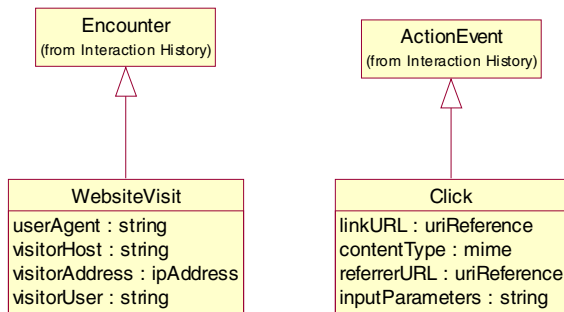 Encounter
(from Interaction History)
ActionEvent
(from Interaction History)
WebsiteVisit
userAgent : string
visitorHost : string
visitorAddress : ipAddress
visitorUser : string
Click
linkURL : uriReference
contentType : mime
referrerURL : uriReference
inputParameters : string